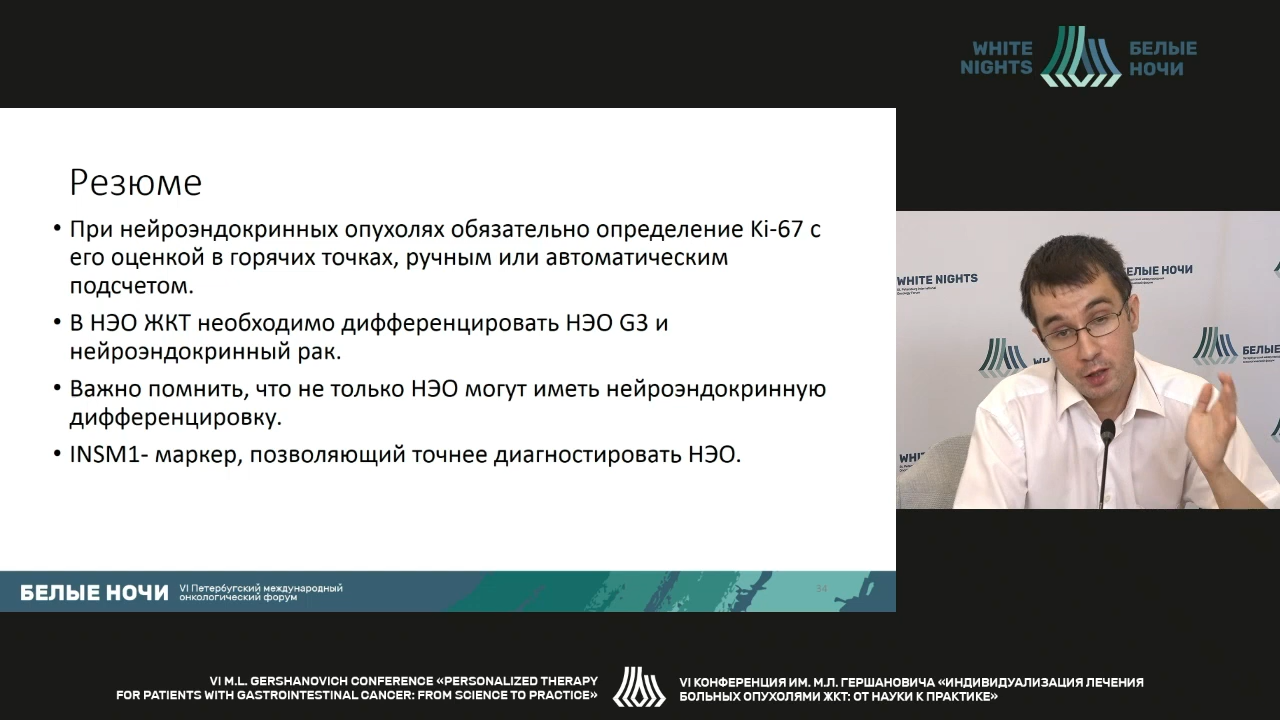 WHITE
NIGHTS
БЕЛЫЕ
НОЧИ
Резюме
• При нейроэндокринных опухолях обязательно определение Ki-67 с
его оценкой в горячих точках, ручным или автоматическим
подсчетом.
• В НЭО ЖКТ необходимо дифференцировать НЭО G3 и
нейроэндокринный рак.
• Важно помнить, что не только НЭО могут иметь нейроэндокринную
дифференцировку.
• INSM1- маркер, позволяющий точнее диагностировать НЭО.
WHITE NIGHTS
БЕЛЫЕ НОЧИ
БЕЛЫЕ
БЕЛЫЕ НОЧИ
VI Петербугский международный
онкологический форум
34
VI M.L. GERSHANOVICH CONFERENCE «PERSONALIZED THERAPY
FOR PATIENTS WITH GASTROINTESTINAL CANCER: FROM SCIENCE TO PRACTICE»
VI КОНФЕРЕНЦИЯ ИМ. М.Л. ГЕРШАНОВИЧА «ИНДИВИДУАЛИЗАЦИЯ ЛЕЧЕНИЯ
БОЛЬНЫХ ОПУХОЛЯМИ ЖКТ: ОТ НАУКИ К ПРАКТИКЕ»